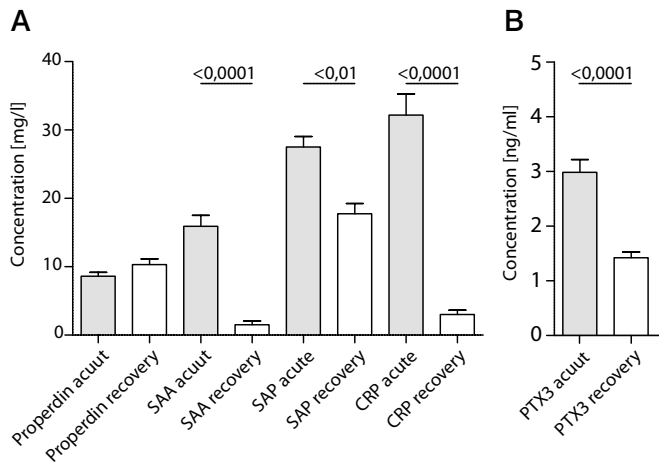 A
B
Concentration [mg/l]
40
30
20
10
0
<0,0001
<0,01
<0,0001
Properdin acuut
Properdin recovery
SAA acuut
SAA recovery
SAP acute
SAP recovery
CRP acute
CRP recovery
Concentration [ng/ml]
5
4
3
2
1
0
<0,0001
PTX3 acuut
PTX3 recovery